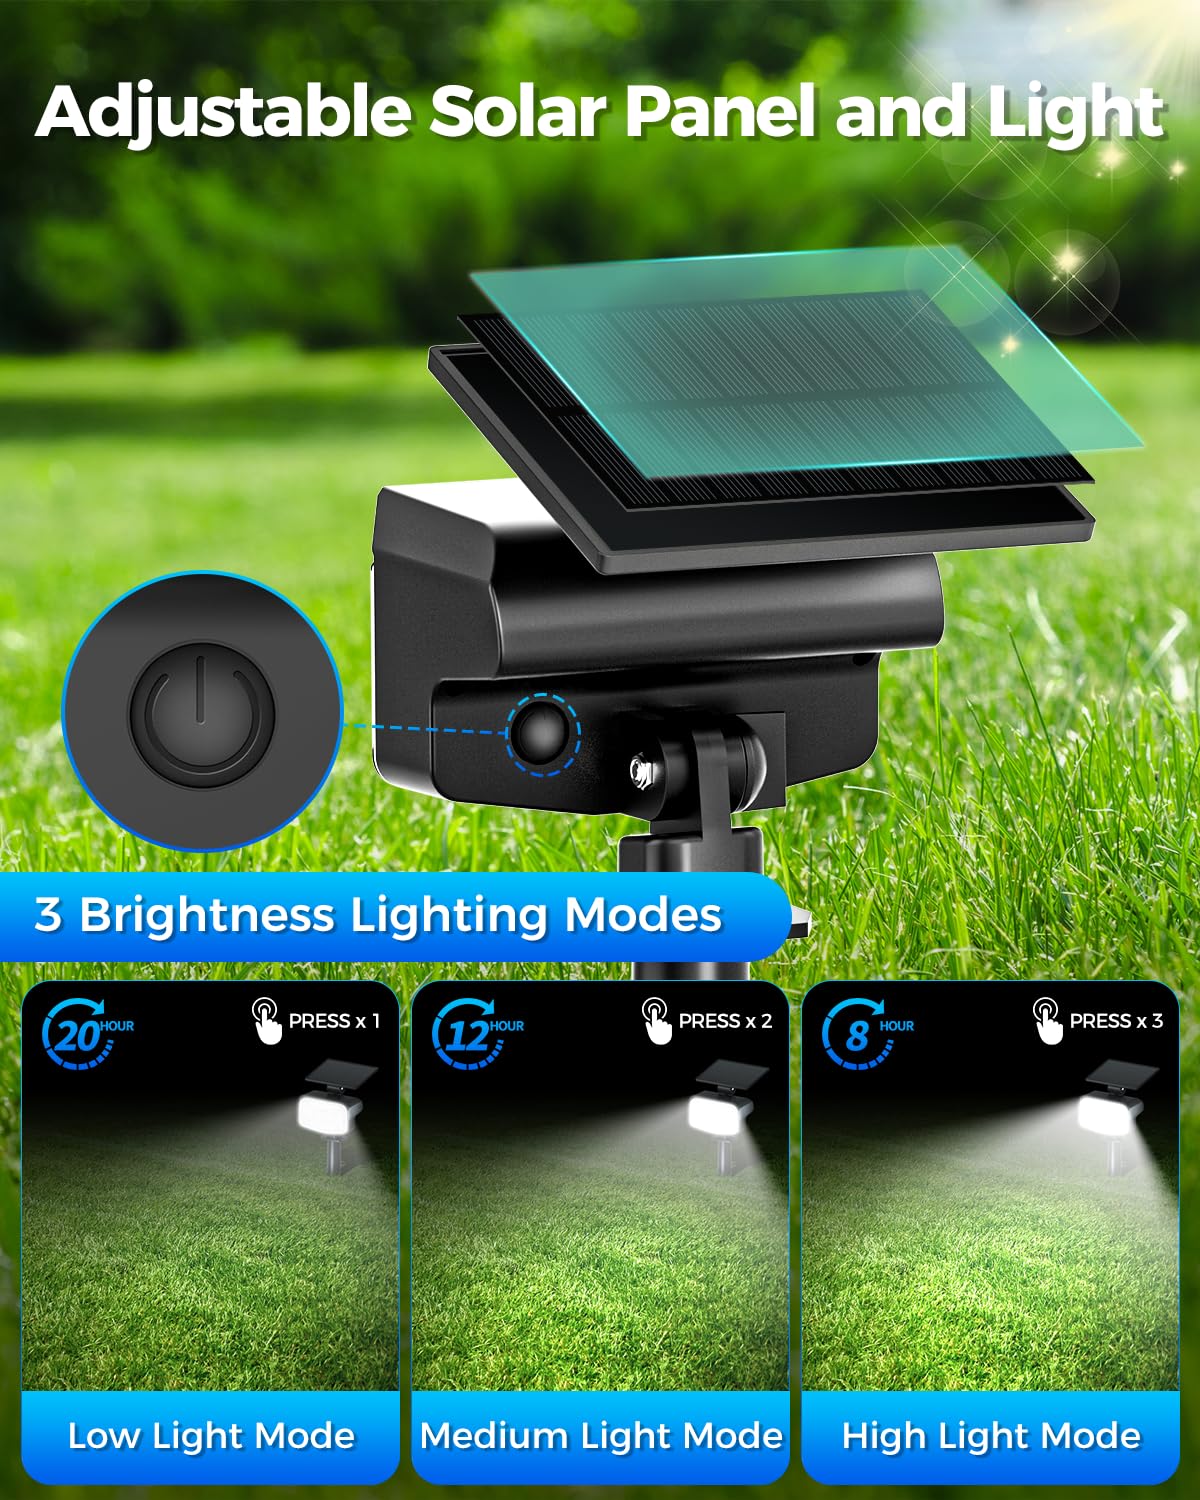 Adjustable Solar Panel and Light
3 Brightness Lighting Modes
20 HOUR
PRESS x 1
12 HOUR
PRESS x 2
8 HOUR
PRESS x 3
Low Light Mode
Medium Light Mode
High Light Mode